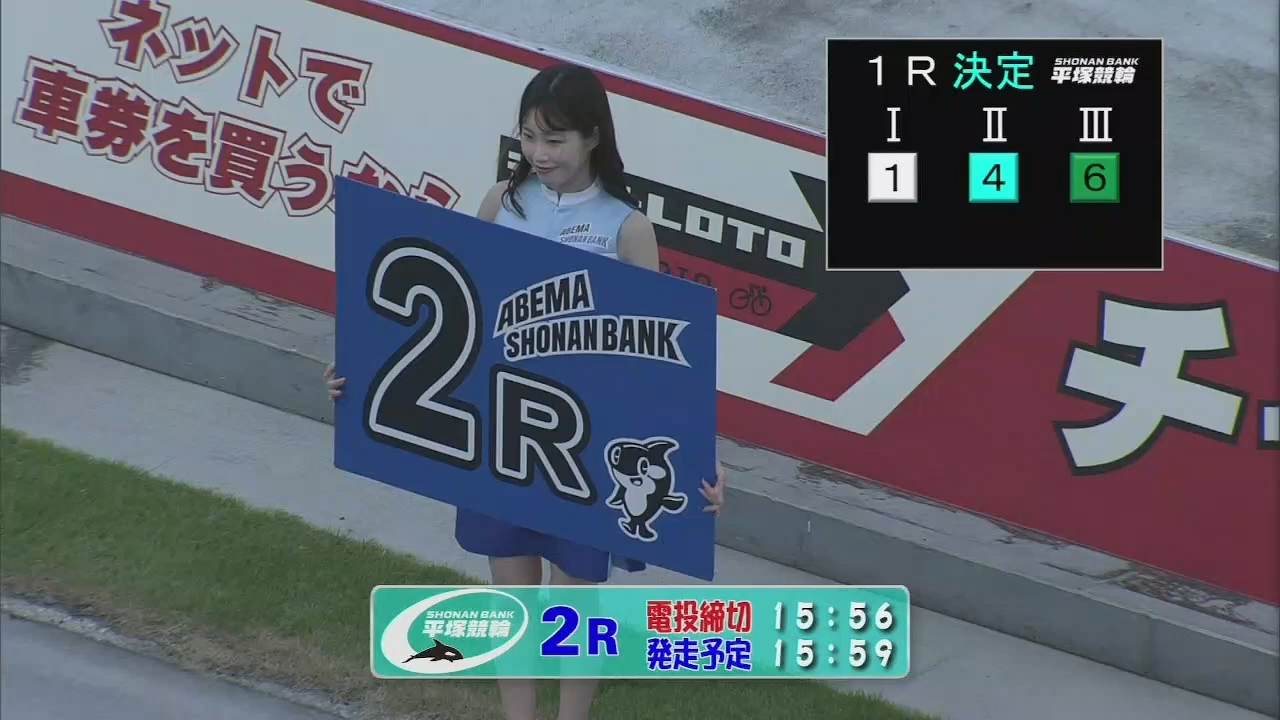 ネットで
車券を買うなら
LOTO
チ
1R 決定 SHONAN BANK 平塚競輪
Ⅰ Ⅱ Ⅲ
1 4 6
ABEMA
SHONAN BANK
2R
ABEMA
SHONAN BANK
SHONAN BANK
平塚競輪
2R
電投締切 15:56
発走予定 15:59